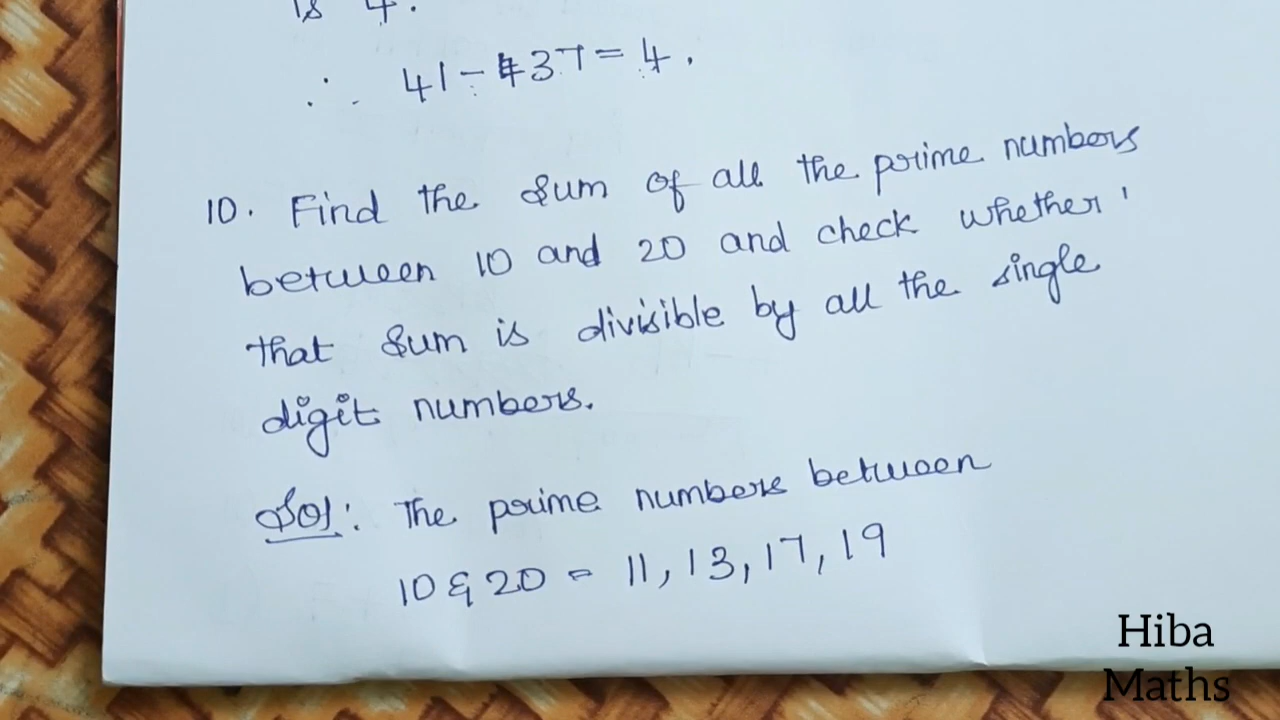 is 4.
∴ 41-37=4.
10. Find the sum of all the prime numbers
between 10 and 20 and check whether
that sum is divisible by all the single
digit numbers.
Sol: The prime numbers between
10 & 20 = 11, 13, 17, 19
Hiba
Maths